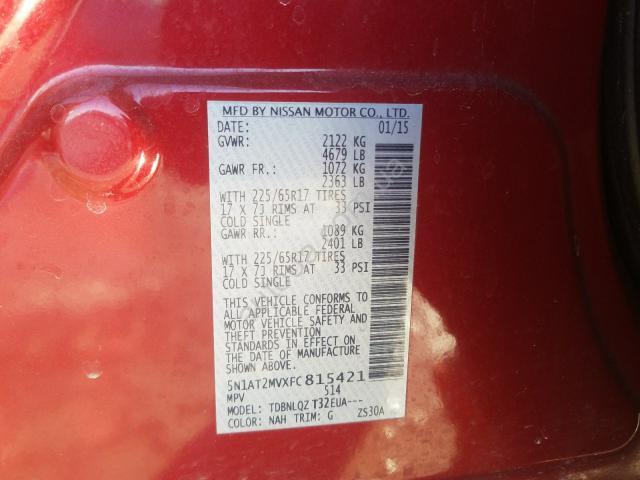 MFD BY NISSAN MOTOR CO., LTD.
DATE: 01/15
GVWR: 2122 KG
4679 LB
GAWR FR.: 1072 KG
2363 LB
WITH 225/65R17 TIRES
17 X 7J RIMS AT 33 PSI
COLD SINGLE
GAWR RR.: 1089 KG
2401 LB
WITH 225/65R17 TIRES
17 X 7J RIMS AT 33 PSI
COLD SINGLE
THIS VEHICLE CONFORMS TO
ALL APPLICABLE FEDERAL
MOTOR VEHICLE SAFETY AND
THEFT PREVENTION
STANDARDS IN EFFECT ON
THE DATE OF MANUFACTURE
SHOWN ABOVE.
5N1AT2MVXFC815421
MPV 514
MODEL: TDBNLQZ T32EUA---
COLOR: NAH TRIM: G ZS30A